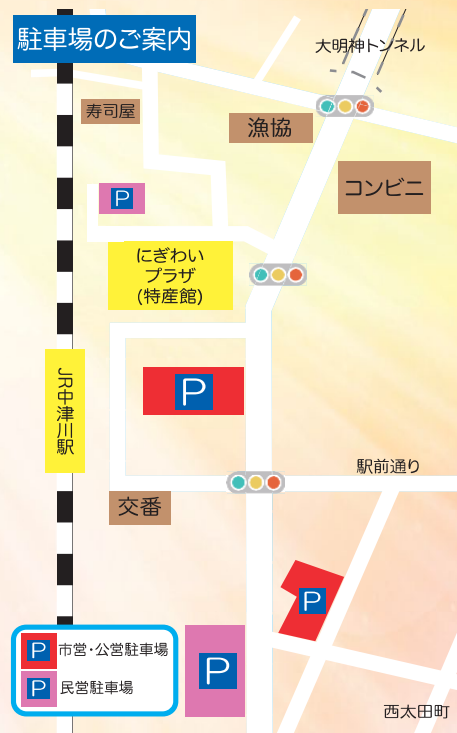 駐車場のご案内
大明神トンネル
寿司屋
漁協
コンビニ
P
にぎわい
プラザ
(特産館)
JR中津川駅
P
駅前通り
交番
P
P
P 市営・公営駐車場
P 民営駐車場
西太田町